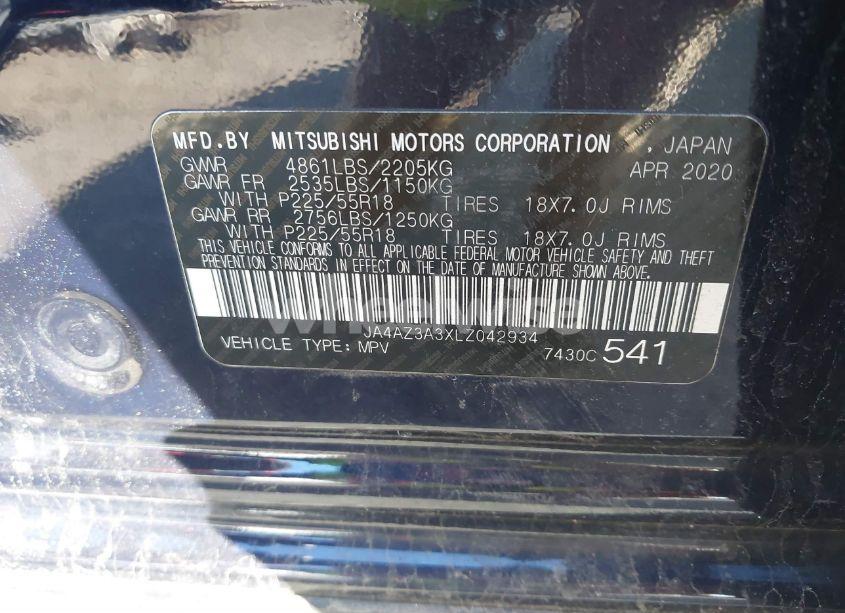 MFD.BY MITSUBISHI MOTORS CORPORATION , JAPAN
GVWR 4861LBS/2205KG APR 2020
GAWR FR 2535LBS/1150KG
WITH P225/55R18 TIRES 18X7.0J RIMS
GAWR RR 2756LBS/1250KG
WITH P225/55R18 TIRES 18X7.0J RIMS
THIS VEHICLE CONFORMS TO ALL APPLICABLE FEDERAL MOTOR VEHICLE SAFETY AND THEFT
PREVENTION STANDARDS IN EFFECT ON THE DATE OF MANUFACTURE SHOWN ABOVE.
wheelwise
JA4AZ3A3XLZ042934
VEHICLE TYPE: MPV 7430C 541